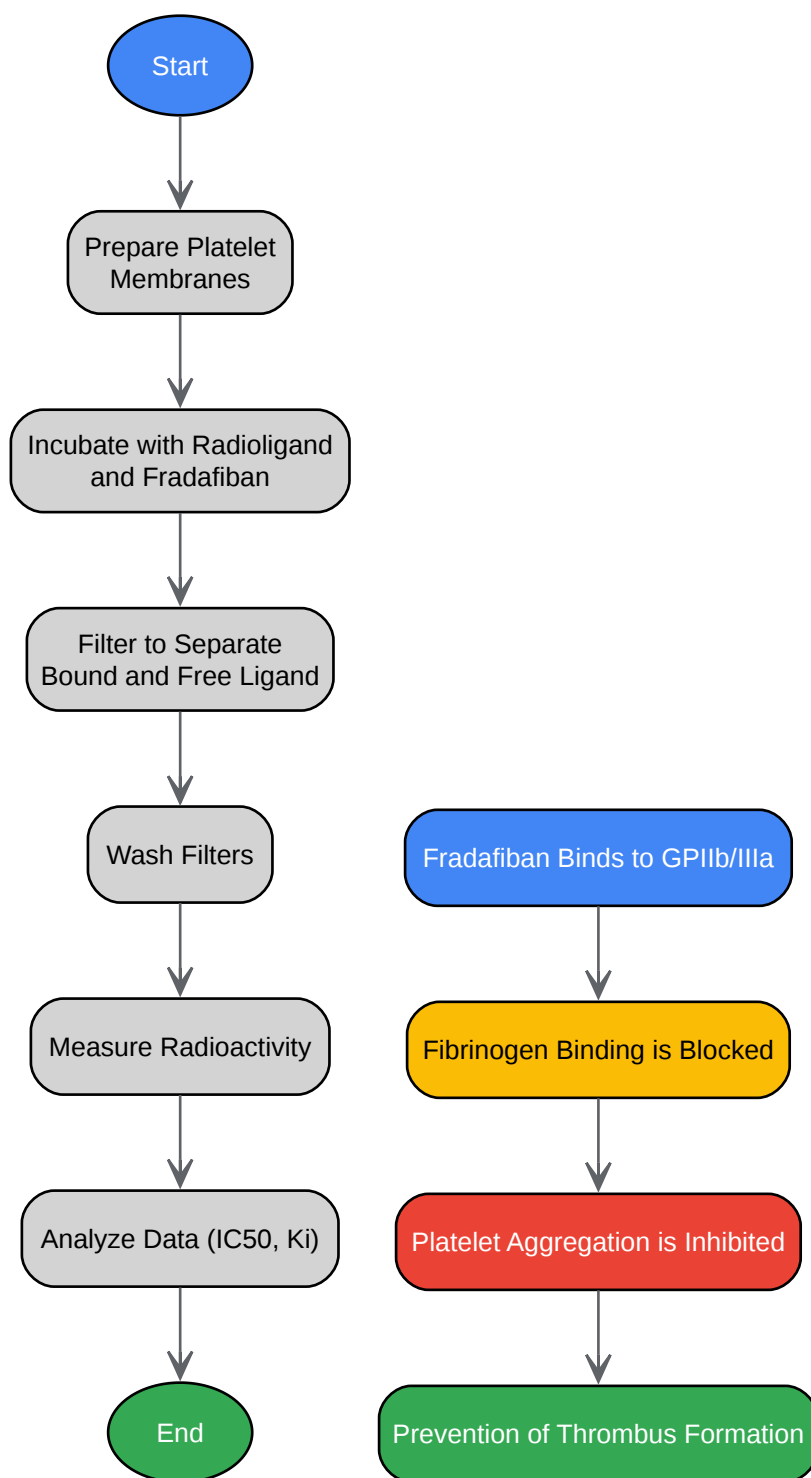 Start
Prepare Platelet
Membranes
Incubate with Radioligand
and Fradafiban
Filter to Separate
Bound and Free Ligand
Wash Filters
Measure Radioactivity
Analyze Data (IC50, Ki)
End
Fradafiban Binds to GPIIb/IIIa
Fibrinogen Binding is Blocked
Platelet Aggregation is Inhibited
Prevention of Thrombus Formation